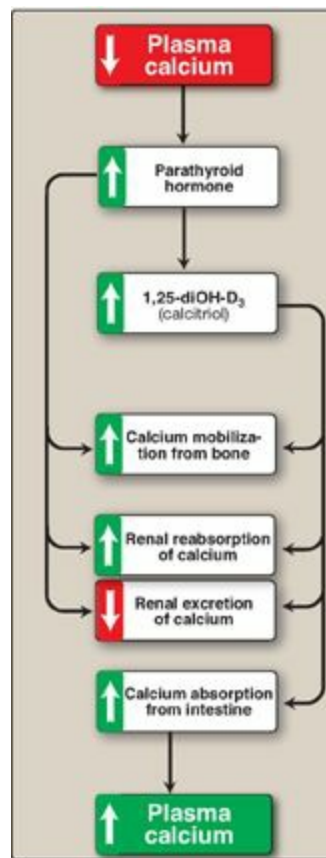 Plasma
calcium
Parathyroid
hormone
1,25-diOH-D₃
(calcitriol)
Calcium mobiliza-
tion from bone
Renal reabsorption
of calcium
Renal excretion
of calcium
Calcium absorption
from intestine
Plasma
calcium